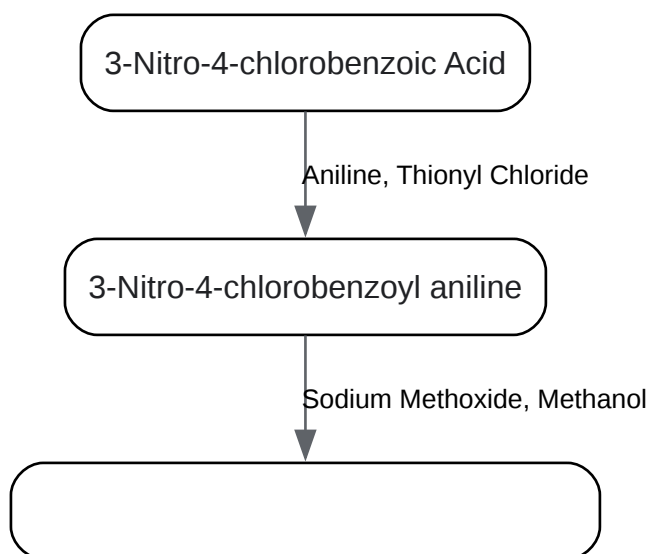 3-Nitro-4-chlorobenzoic Acid
Aniline, Thionyl Chloride
3-Nitro-4-chlorobenzoyl aniline
Sodium Methoxide, Methanol